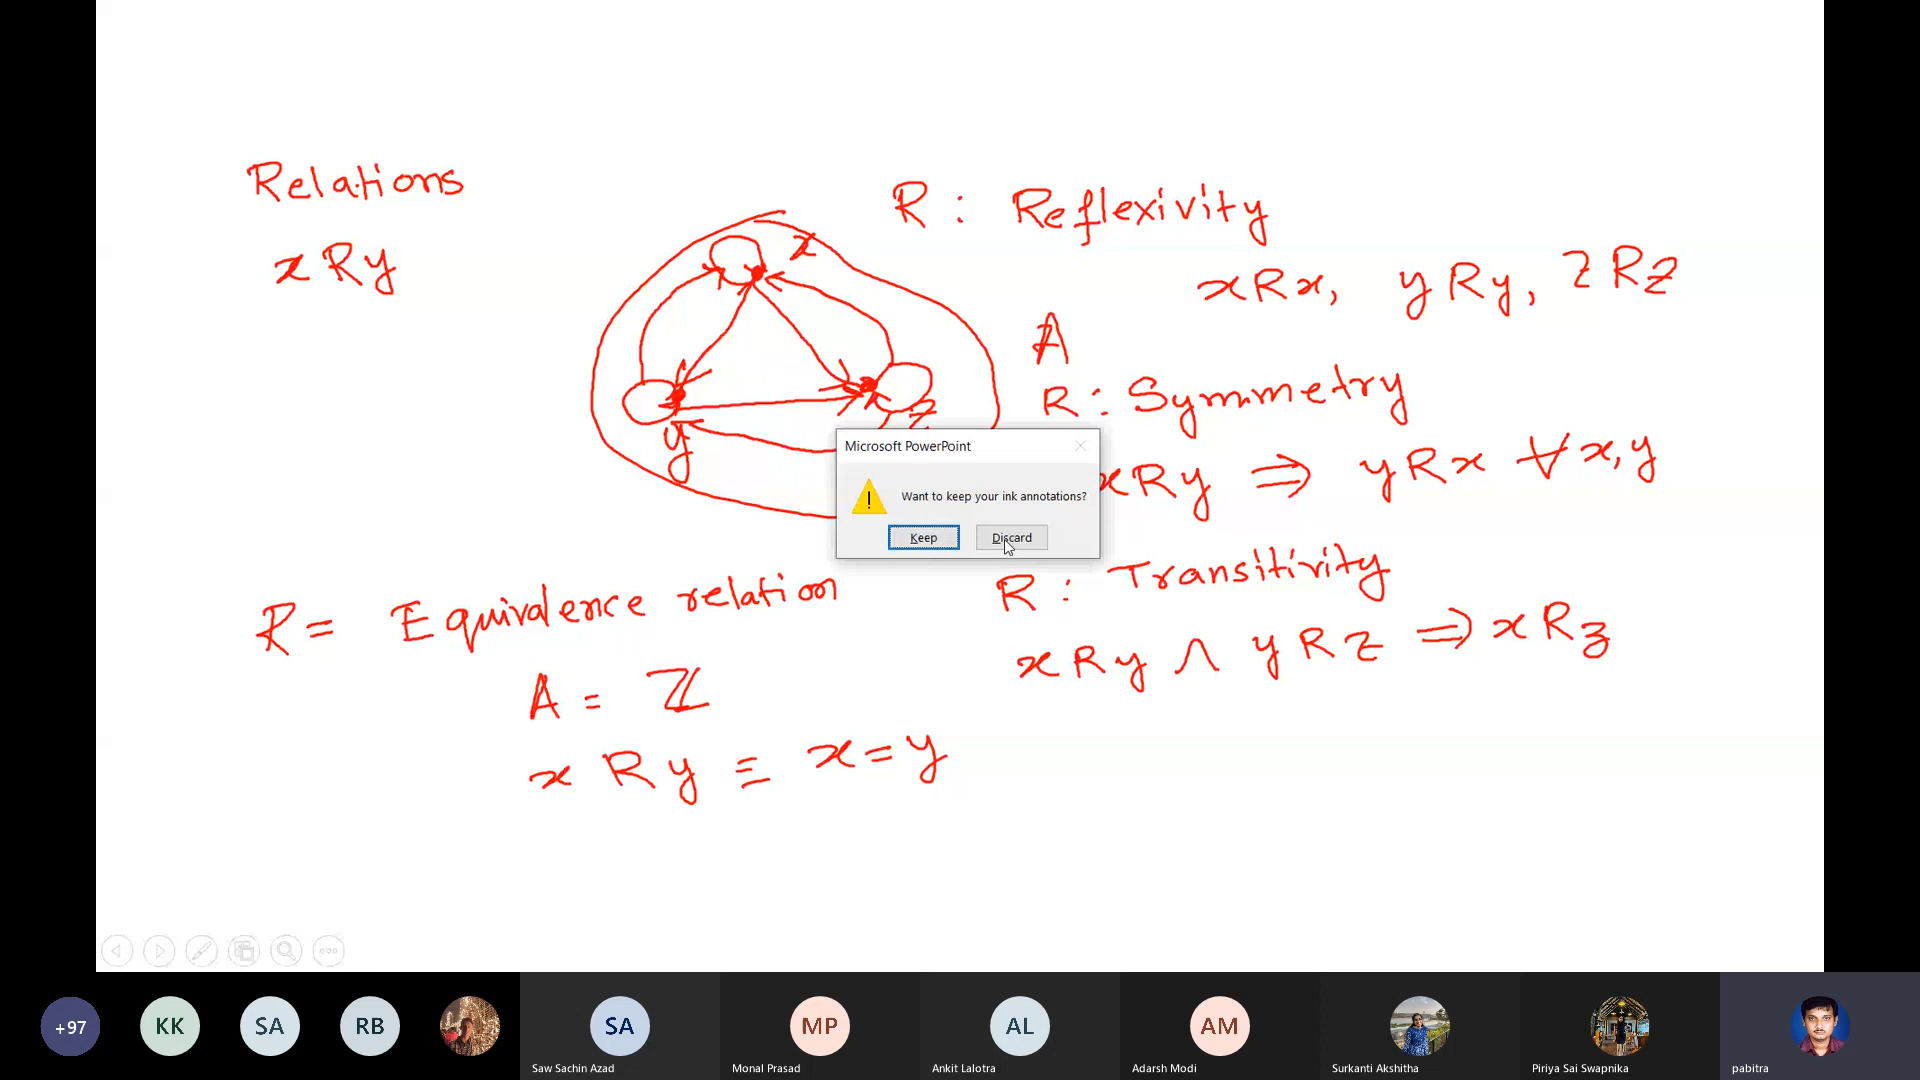 Relations
x R y
x
y
z
R : Reflexivity
xRx, yRy, zRz
A
R : Symmetry
xRy ⇒ yRx ∀ x, y
R : Transitivity
xRy ∧ yRz ⇒ xRz
R = Equivalence relation
A = ℤ
x R y ≡ x = y
Microsoft PowerPoint
Want to keep your ink annotations?
Keep Discard
+97 KK SA RB SA MP AL AM
Saw Sachin Azad Monal Prasad Ankit Lalotra Adarsh Modi Surkanti Akshitha Piriya Sai Swapnika pabitra